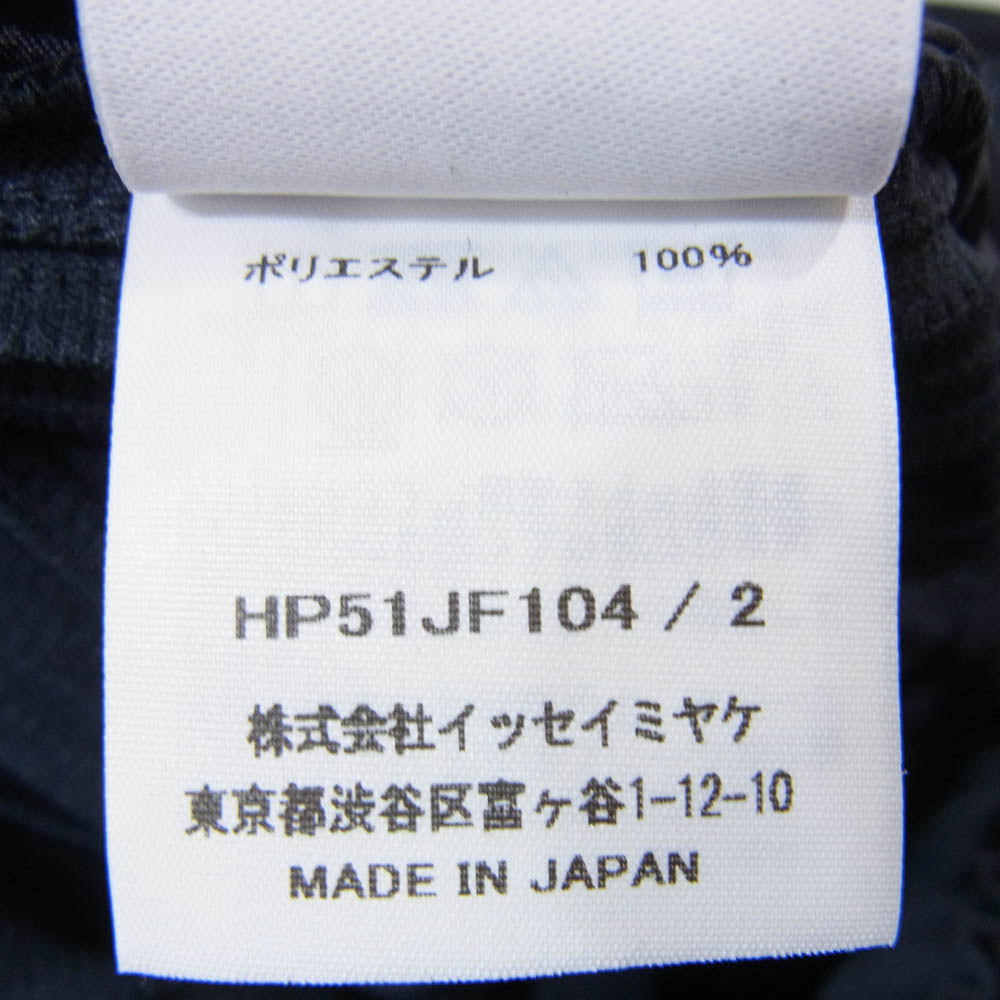 ポリエステル 100%
HP51JF104 / 2
株式会社イッセイミヤケ
東京都渋谷区富ヶ谷1-12-10
MADE IN JAPAN